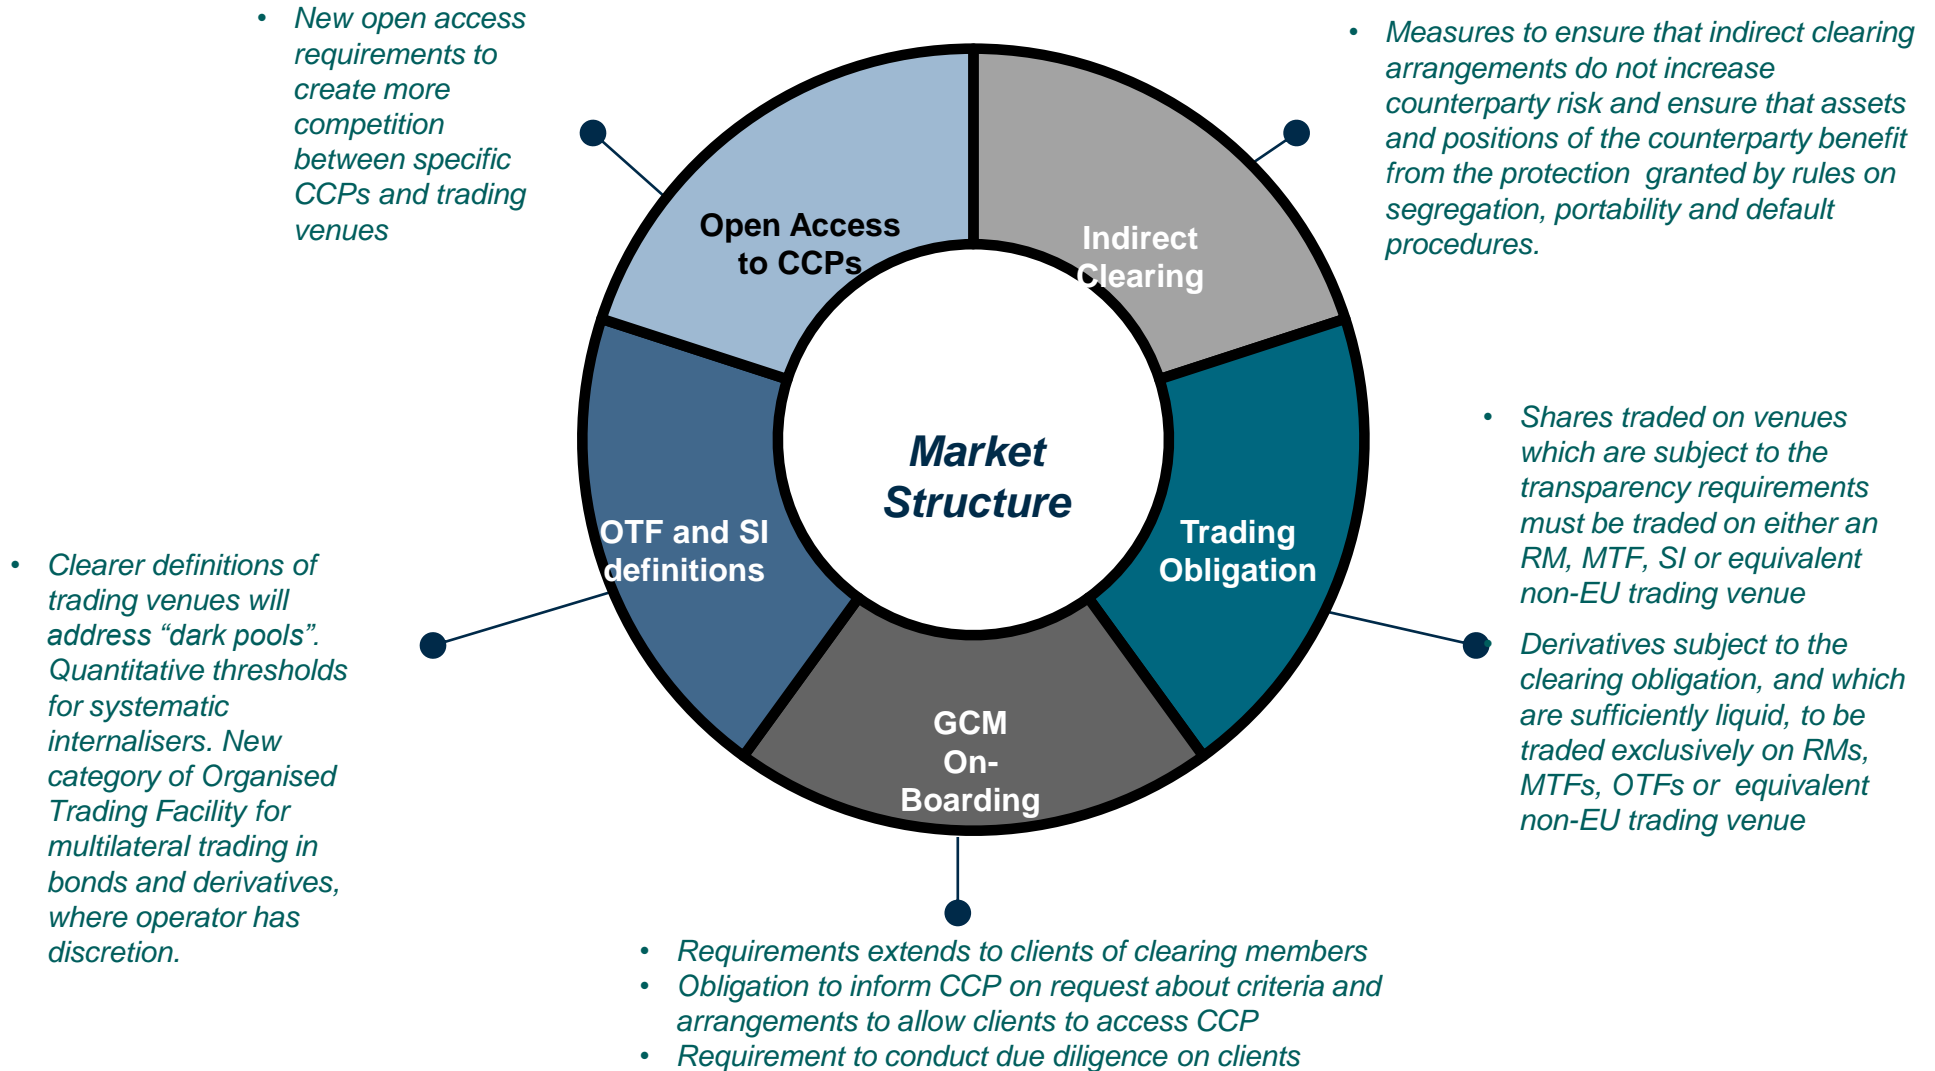 • New open access
requirements to
create more
competition
between specific
CCPs and trading
venues
• Measures to ensure that indirect clearing
arrangements do not increase
counterparty risk and ensure that assets
and positions of the counterparty benefit
from the protection  granted by rules on
segregation, portability and default
procedures.
Open Access
to CCPs
Indirect
Clearing
Market
Structure
OTF and SI
definitions
Trading
Obligation
GCM
On-
Boarding
• Shares traded on venues
which are subject to the
transparency requirements
must be traded on either an
RM, MTF, SI or equivalent
non-EU trading venue
• Derivatives subject to the
clearing obligation, and which
are sufficiently liquid, to be
traded exclusively on RMs,
MTFs, OTFs or  equivalent
non-EU trading venue
• Clearer definitions of
trading venues will
address “dark pools”.
Quantitative thresholds
for systematic
internalisers. New
category of Organised
Trading Facility for
multilateral trading in
bonds and derivatives,
where operator has
discretion.
• Requirements extends to clients of clearing members
• Obligation to inform CCP on request about criteria and
arrangements to allow clients to access CCP
• Requirement to conduct due diligence on clients